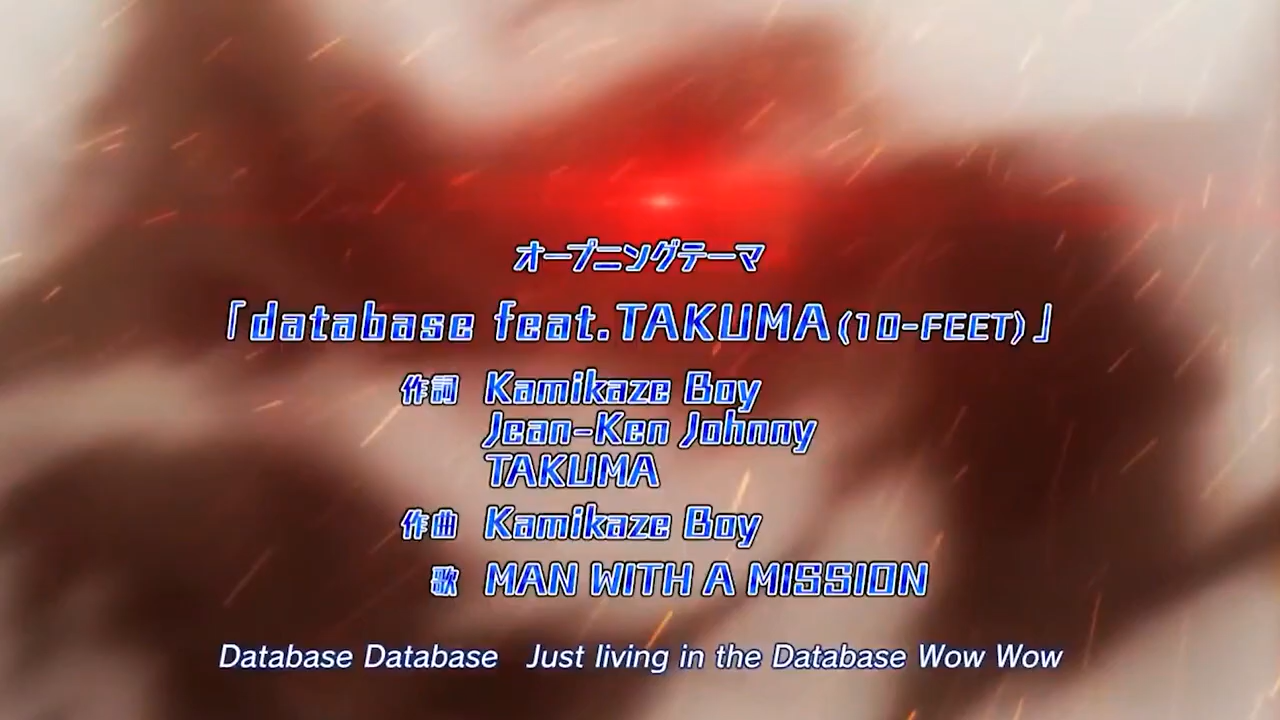 オープニングテーマ
「database feat.TAKUMA(10-FEET)」
作詞 Kamikaze Boy
Jean-Ken Johnny
TAKUMA
作曲 Kamikaze Boy
歌 MAN WITH A MISSION
Database Database Just living in the Database Wow Wow